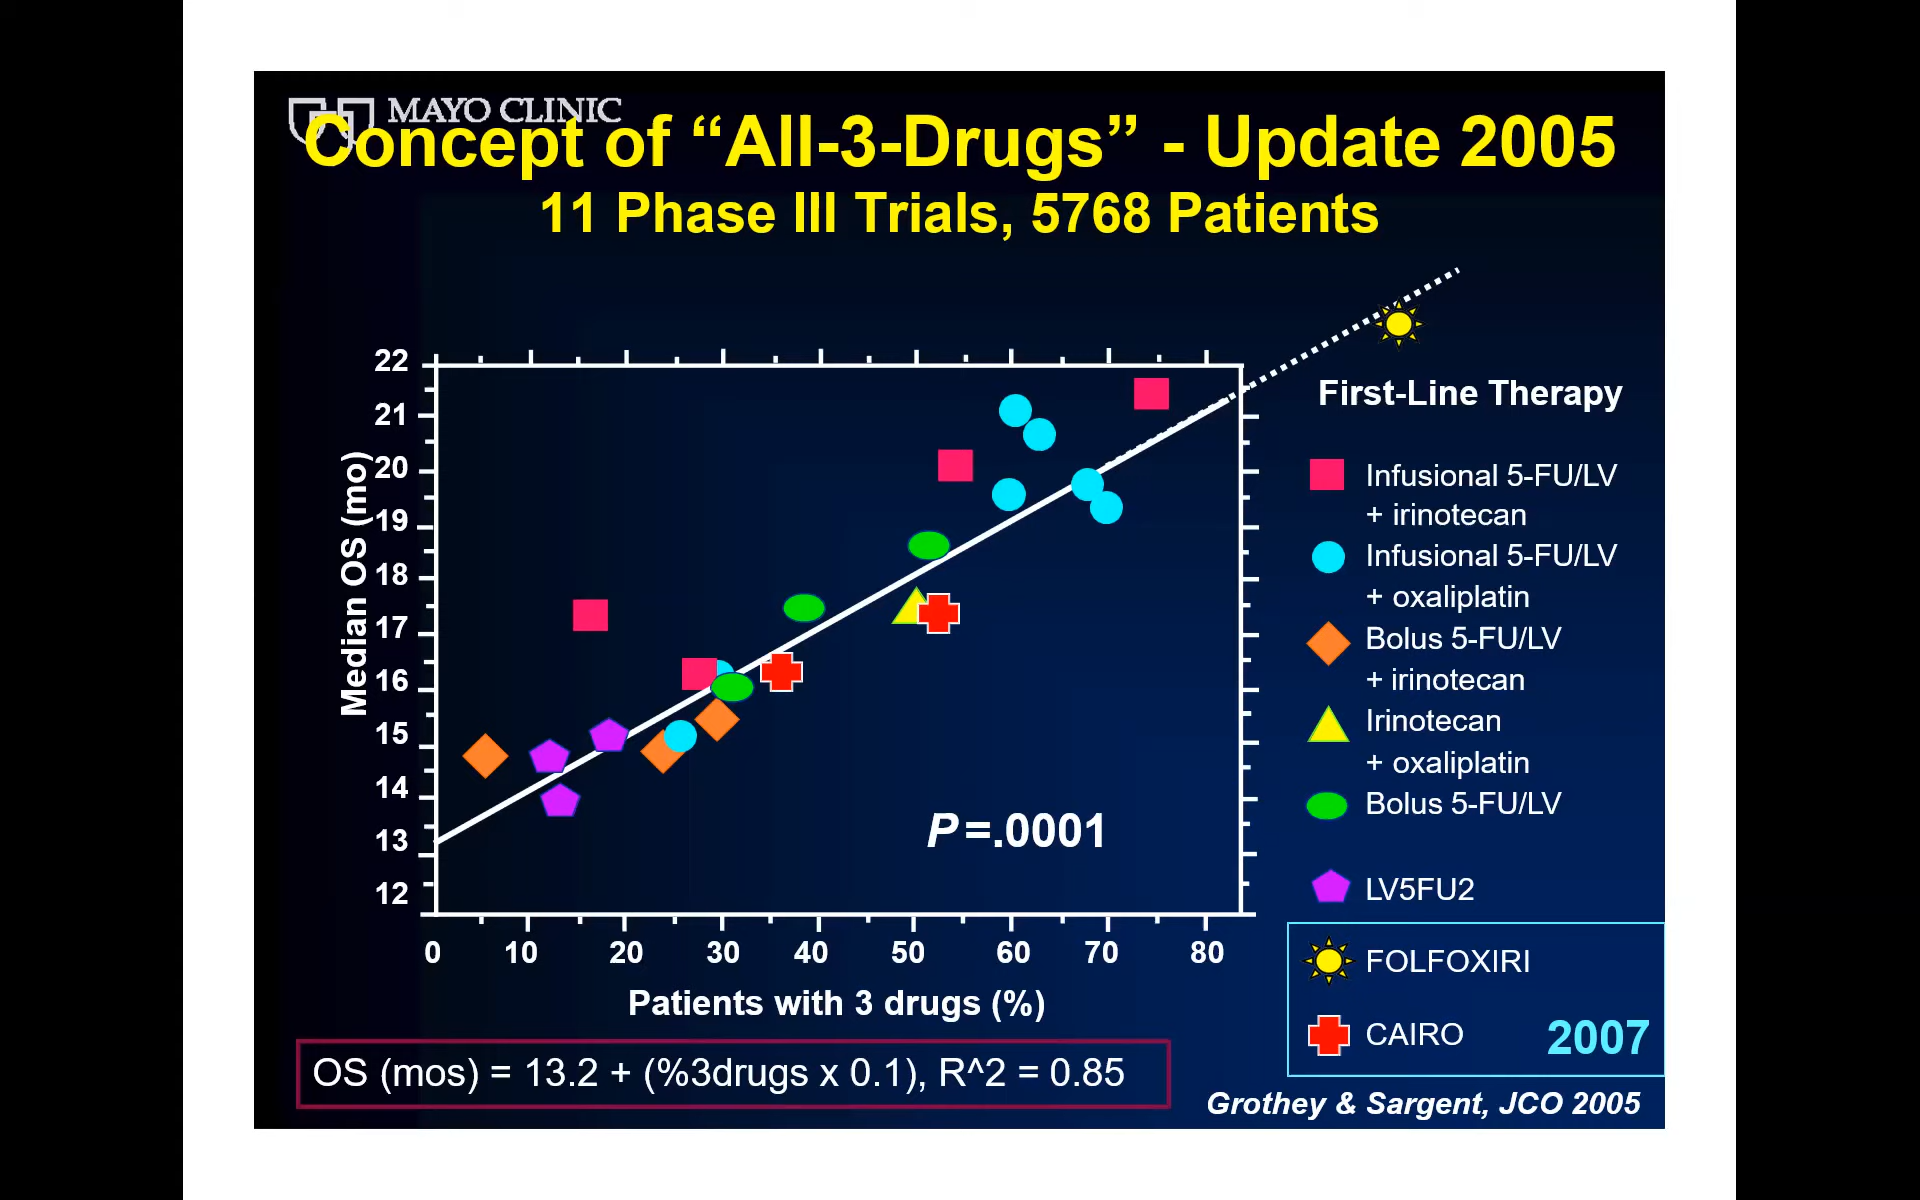 MAYO CLINIC
Concept of “All-3-Drugs” - Update 2005
11 Phase III Trials, 5768 Patients
Median OS (mo)
22
21
20
19
18
17
16
15
14
13
12
0 10 20 30 40 50 60 70 80
Patients with 3 drugs (%)
P=.0001
First-Line Therapy
Infusional 5-FU/LV
+ irinotecan
Infusional 5-FU/LV
+ oxaliplatin
Bolus 5-FU/LV
+ irinotecan
Irinotecan
+ oxaliplatin
Bolus 5-FU/LV
LV5FU2
FOLFOXIRI
CAIRO 2007
OS (mos) = 13.2 + (%3drugs x 0.1), R^2 = 0.85
Grothey & Sargent, JCO 2005